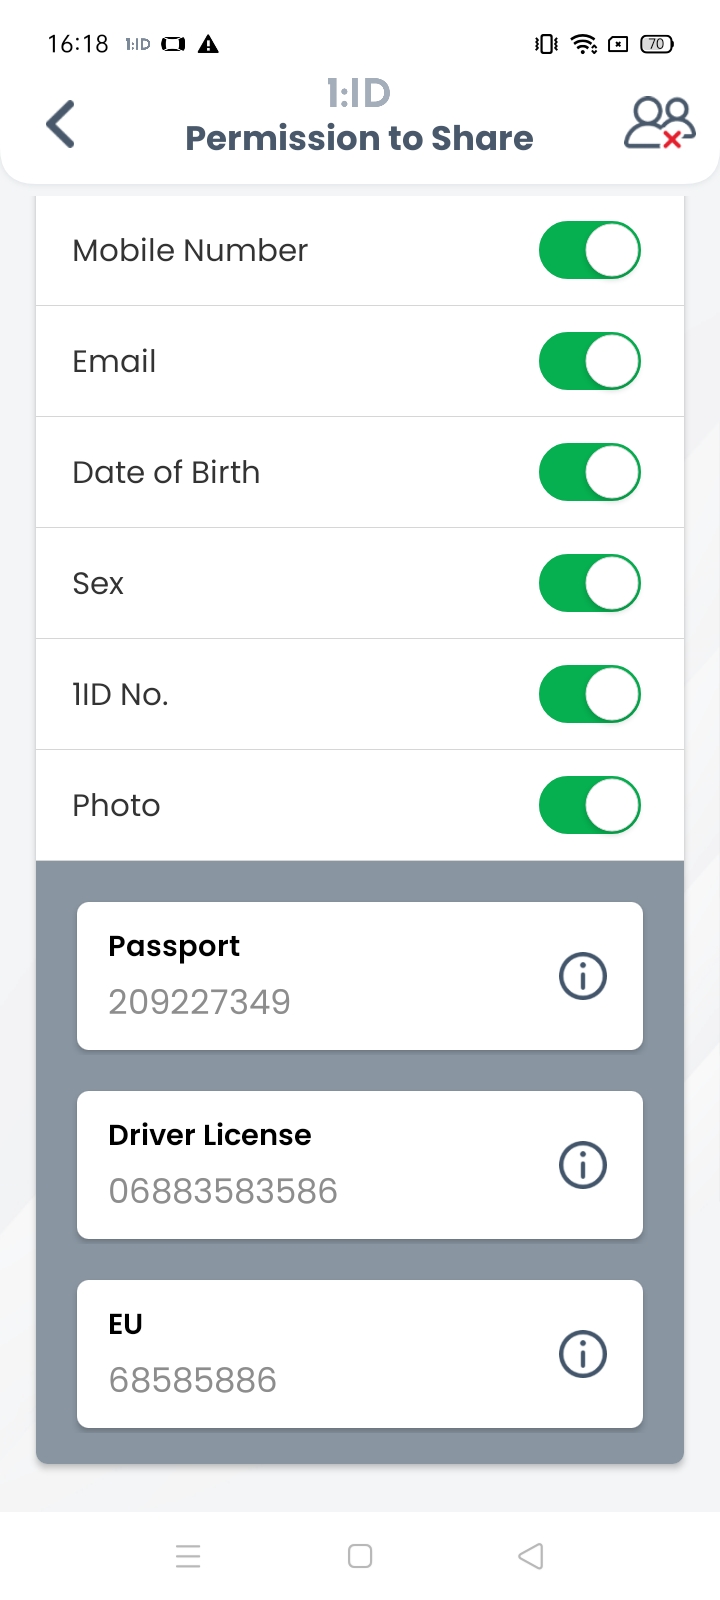 16:18 1:ID 70
1:ID
Permission to Share
Mobile Number
Email
Date of Birth
Sex
1ID No.
Photo
Passport
209227349
Driver License
06883583586
EU
68585886